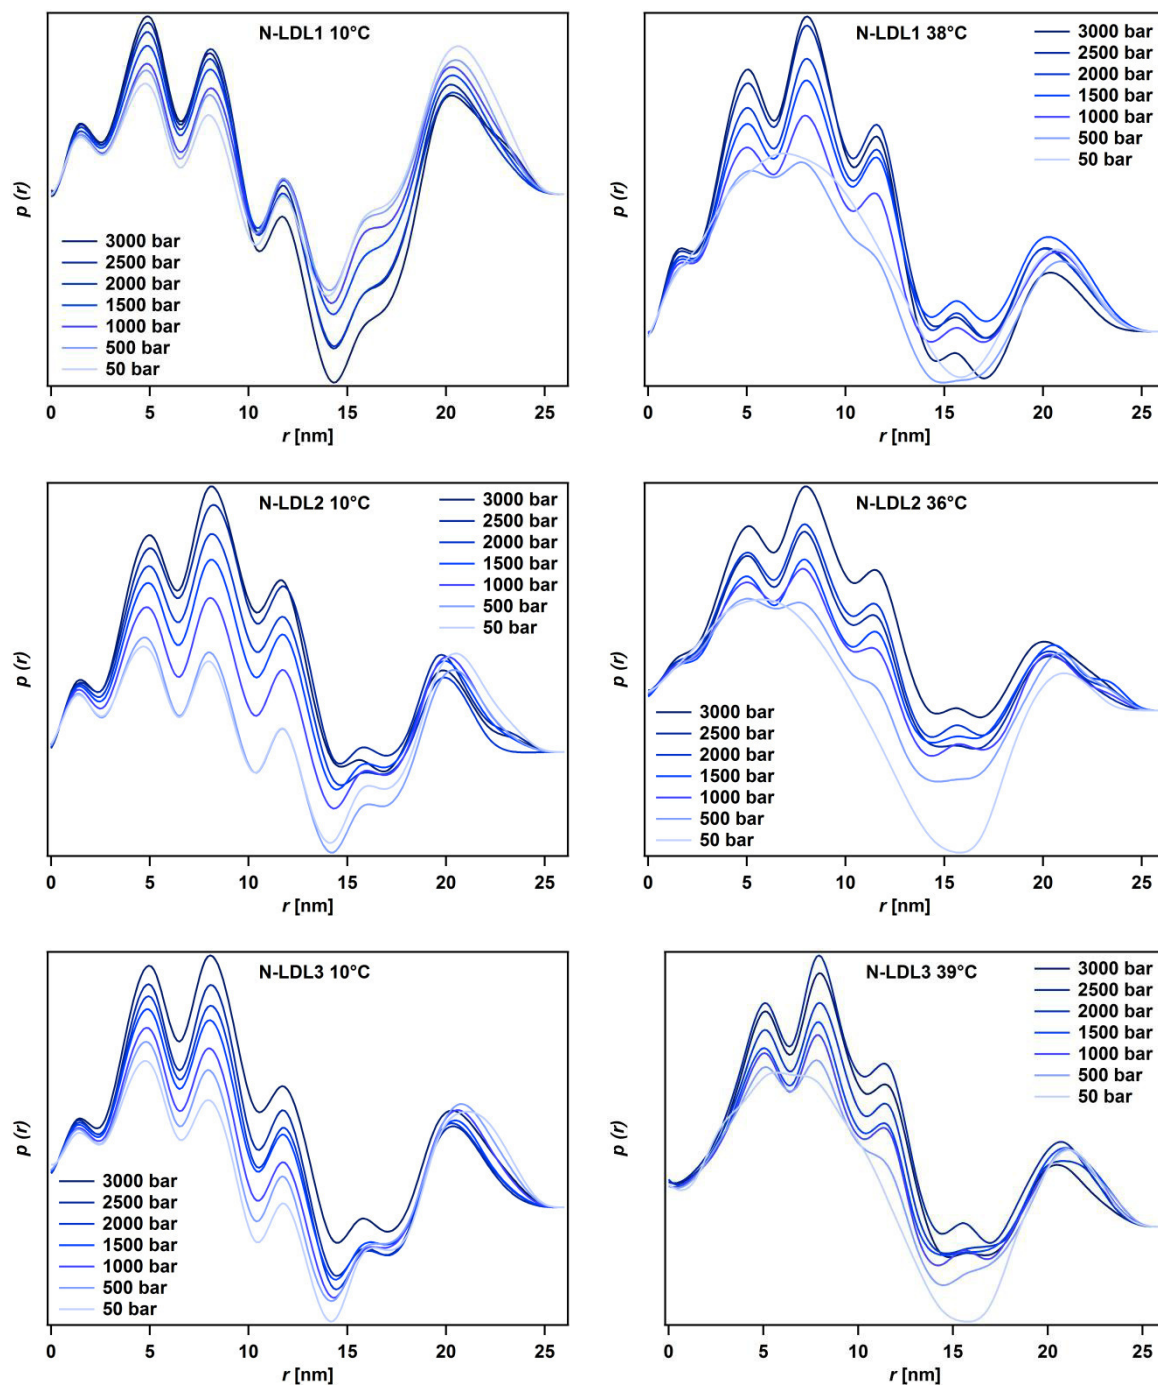 N-LDL1 10°C
p (r)
3000 bar
2500 bar
2000 bar
1500 bar
1000 bar
500 bar
50 bar
0 5 10 15 20 25
r [nm]
N-LDL1 38°C
3000 bar
2500 bar
2000 bar
1500 bar
1000 bar
500 bar
50 bar
p (r)
0 5 10 15 20 25
r [nm]
N-LDL2 10°C
3000 bar
2500 bar
2000 bar
1500 bar
1000 bar
500 bar
50 bar
p (r)
0 5 10 15 20 25
r [nm]
N-LDL2 36°C
p (r)
3000 bar
2500 bar
2000 bar
1500 bar
1000 bar
500 bar
50 bar
0 5 10 15 20 25
r [nm]
N-LDL3 10°C
p (r)
3000 bar
2500 bar
2000 bar
1500 bar
1000 bar
500 bar
50 bar
0 5 10 15 20 25
r [nm]
N-LDL3 39°C
3000 bar
2500 bar
2000 bar
1500 bar
1000 bar
500 bar
50 bar
p (r)
0 5 10 15 20 25
r [nm]